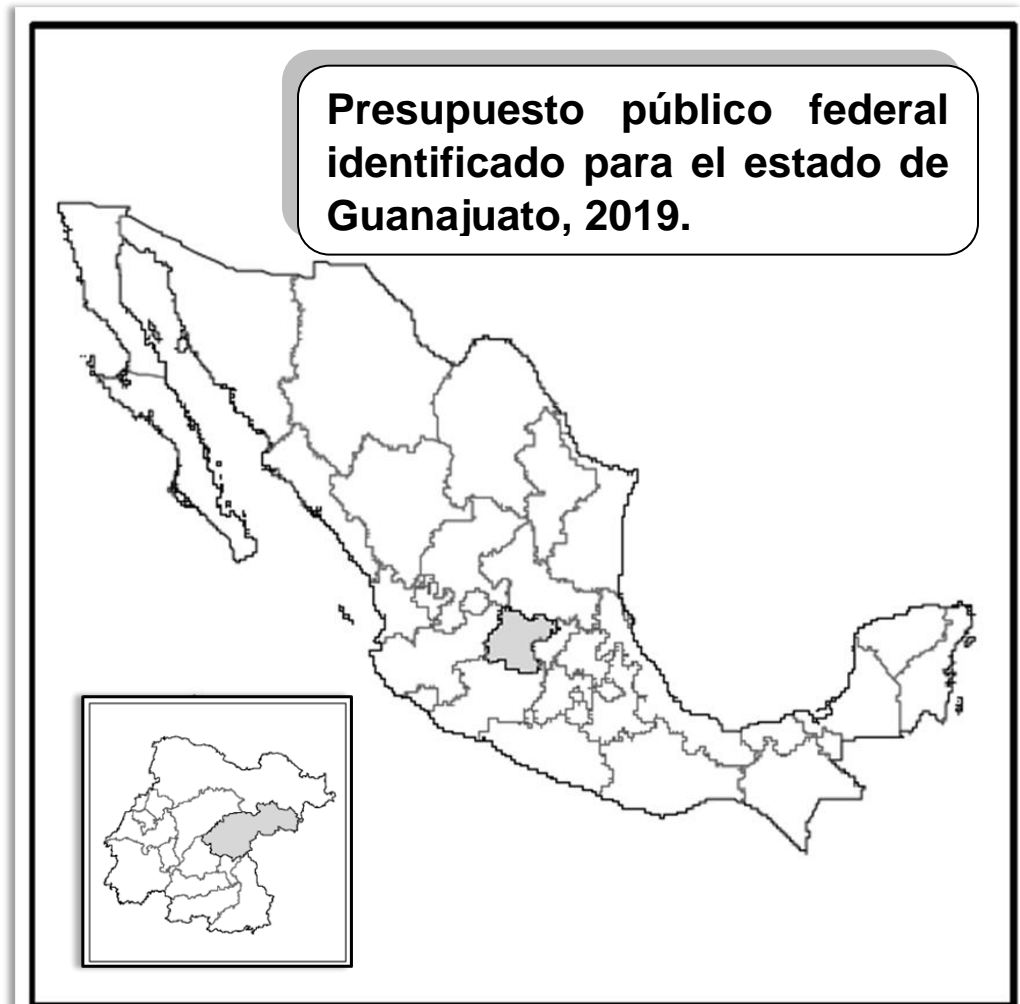 Presupuesto público federal
identificado para el estado de
Guanajuato, 2019.